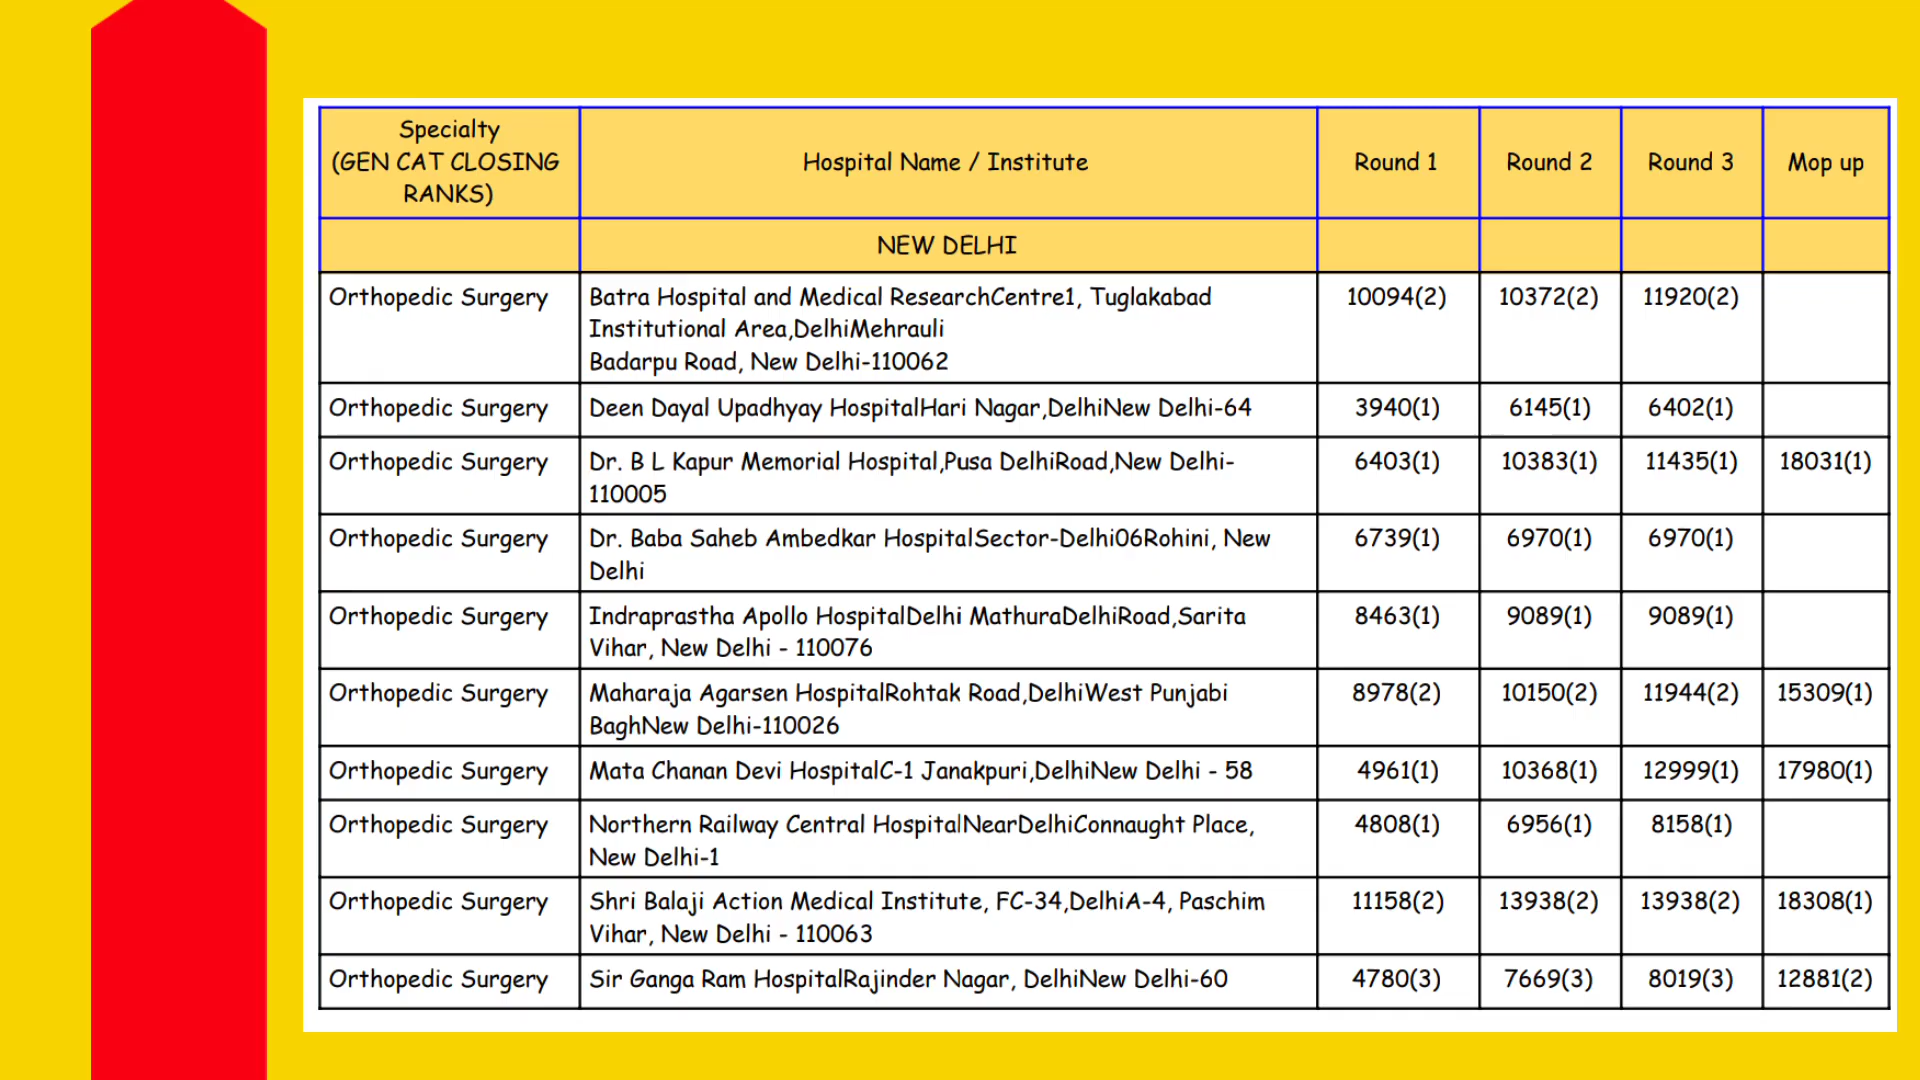 Specialty
(GEN CAT CLOSING
RANKS)
Hospital Name / Institute
Round 1
Round 2
Round 3
Mop up
NEW DELHI
Orthopedic Surgery
Batra Hospital and Medical ResearchCentre1, Tuglakabad
Institutional Area,DelhiMehrauli
Badarpu Road, New Delhi-110062
10094(2)
10372(2)
11920(2)
Orthopedic Surgery
Deen Dayal Upadhyay HospitalHari Nagar,DelhiNew Delhi-64
3940(1)
6145(1)
6402(1)
Orthopedic Surgery
Dr. B L Kapur Memorial Hospital,Pusa DelhiRoad,New Delhi-
110005
6403(1)
10383(1)
11435(1)
18031(1)
Orthopedic Surgery
Dr. Baba Saheb Ambedkar HospitalSector-Delhi06Rohini, New
Delhi
6739(1)
6970(1)
6970(1)
Orthopedic Surgery
Indraprastha Apollo HospitalDelhi MathuraDelhiRoad,Sarita
Vihar, New Delhi - 110076
8463(1)
9089(1)
9089(1)
Orthopedic Surgery
Maharaja Agarsen HospitalRohtak Road,DelhiWest Punjabi
BaghNew Delhi-110026
8978(2)
10150(2)
11944(2)
15309(1)
Orthopedic Surgery
Mata Chanan Devi HospitalC-1 Janakpuri,DelhiNew Delhi - 58
4961(1)
10368(1)
12999(1)
17980(1)
Orthopedic Surgery
Northern Railway Central HospitalNearDelhiConnaught Place,
New Delhi-1
4808(1)
6956(1)
8158(1)
Orthopedic Surgery
Shri Balaji Action Medical Institute, FC-34,DelhiA-4, Paschim
Vihar, New Delhi - 110063
11158(2)
13938(2)
13938(2)
18308(1)
Orthopedic Surgery
Sir Ganga Ram HospitalRajinder Nagar, DelhiNew Delhi-60
4780(3)
7669(3)
8019(3)
12881(2)